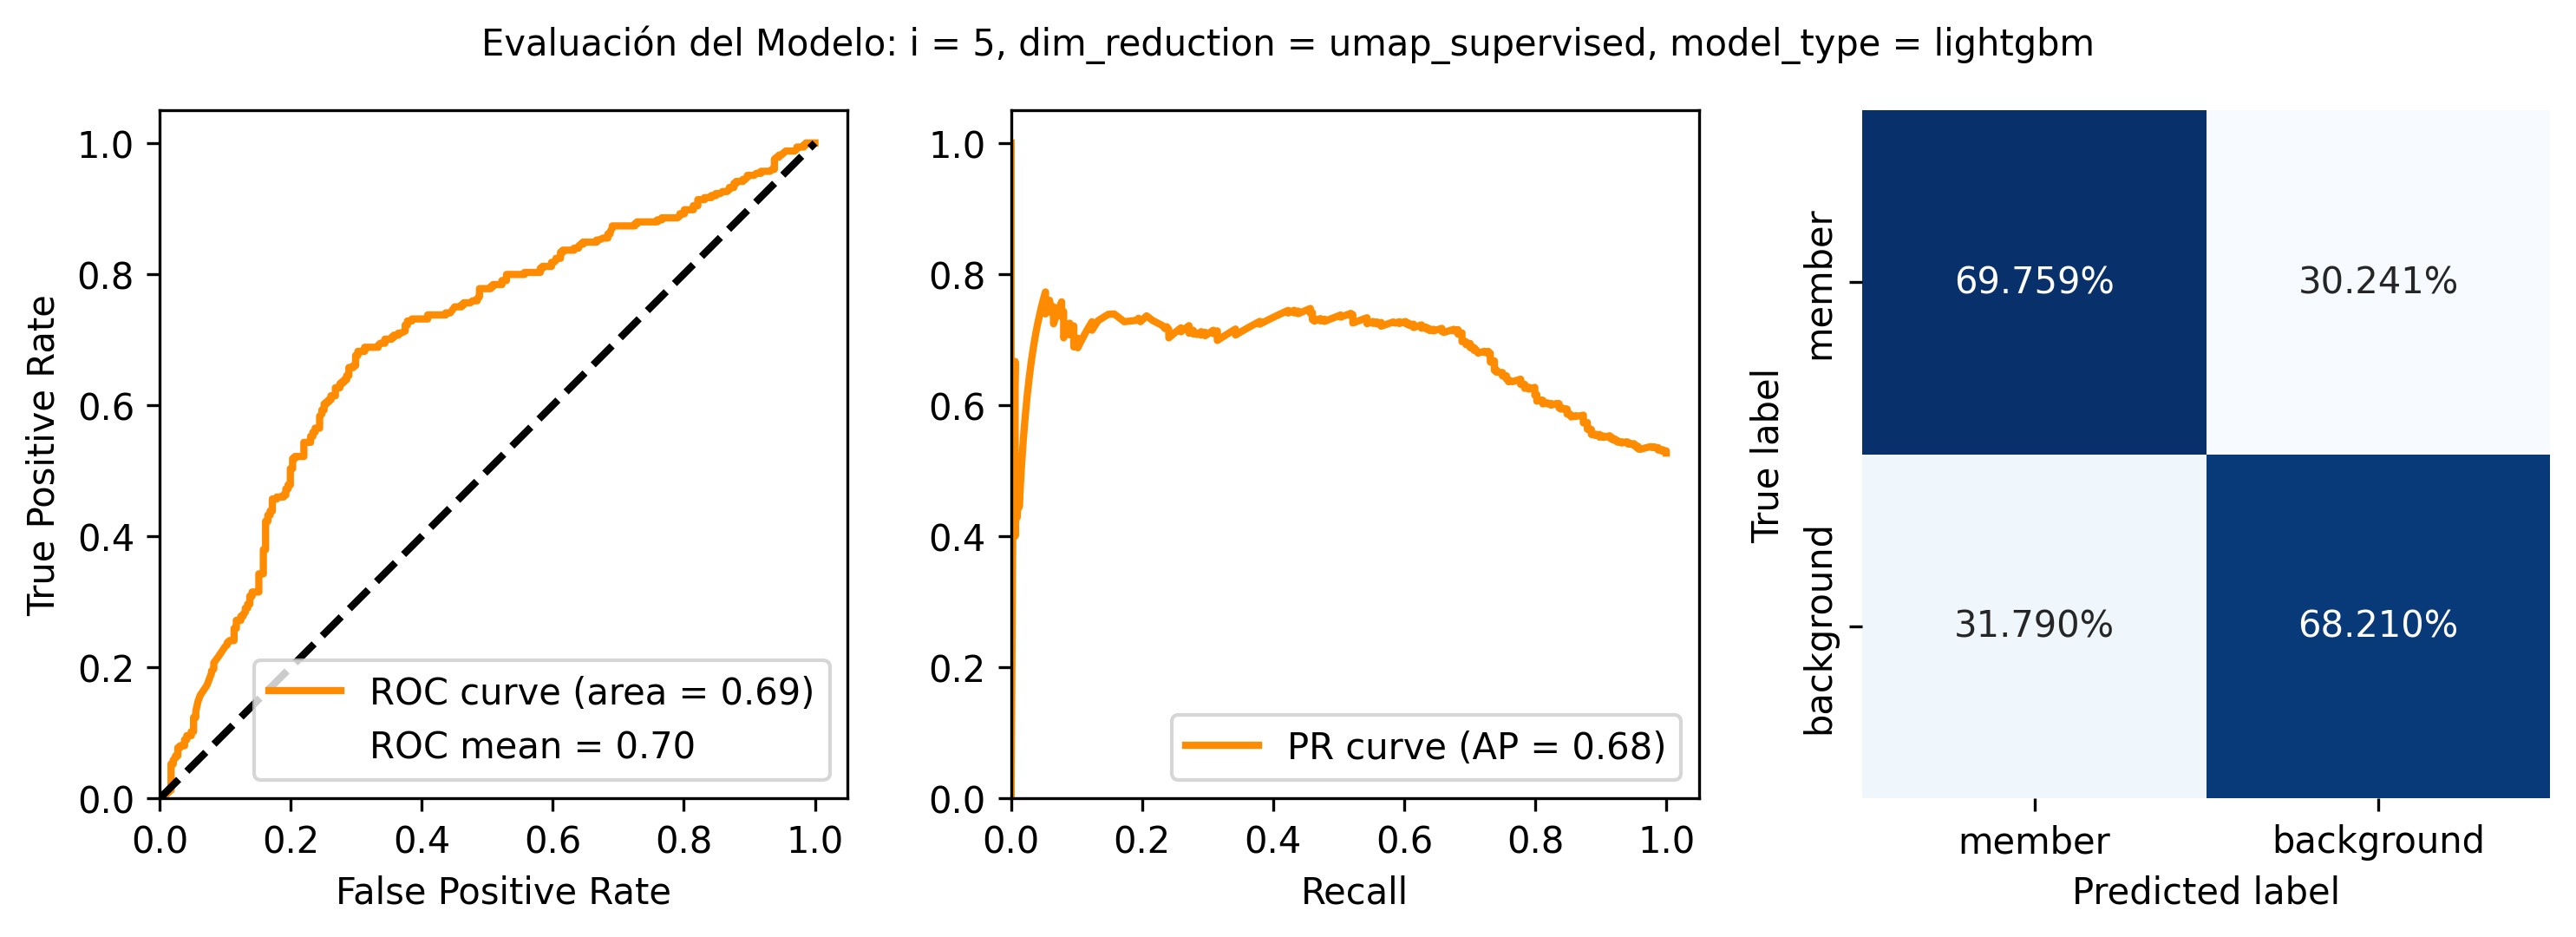 Evaluación del Modelo: i = 5, dim_reduction = umap_supervised, model_type = lightgbm
True Positive Rate
1.0
0.8
0.6
0.4
0.2
0.0
0.0 0.2 0.4 0.6 0.8 1.0
False Positive Rate
ROC curve (area = 0.69)
ROC mean = 0.70
1.0
0.8
0.6
0.4
0.2
0.0
0.0 0.2 0.4 0.6 0.8 1.0
Recall
PR curve (AP = 0.68)
True label
member
background
69.759% 30.241%
31.790% 68.210%
member background
Predicted label